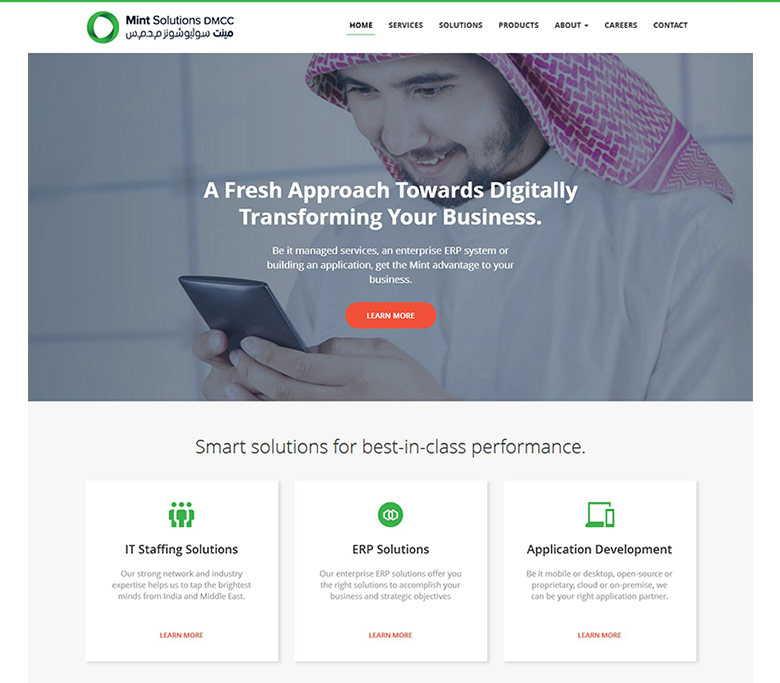 Mint Solutions DMCC
مينت سوليوشونز م.د.م.س
HOME SERVICES SOLUTIONS PRODUCTS ABOUT CAREERS CONTACT
A Fresh Approach Towards Digitally
Transforming Your Business.
Be it managed services, an enterprise ERP system or
building an application, get the Mint advantage to your
business.
LEARN MORE
Smart solutions for best-in-class performance.
IT Staffing Solutions
Our strong network and industry
expertise helps us to tap the brightest
minds from India and Middle East.
LEARN MORE
ERP Solutions
Our enterprise ERP solutions offer you
the right solutions to accomplish your
business and strategic objectives
LEARN MORE
Application Development
Be it mobile or desktop, open-source or
proprietary, cloud or on-premise, we
can be your right application partner.
LEARN MORE